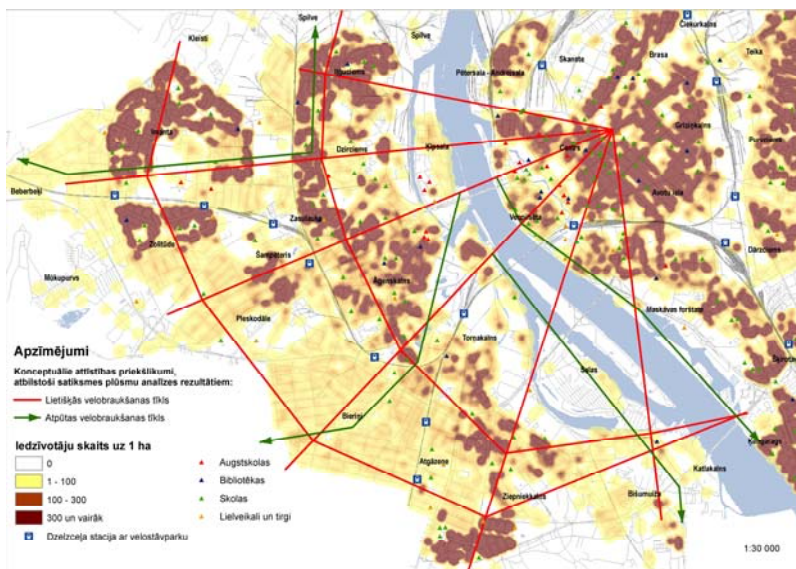 Spilve
Čiekurkalns
Kleisti
Spilve
Teika
Brasa
Skanste
Iļģuciems
Pētersala - Andrejsala
Imanta
Grīziņkalns
Dzirciems
Ķīpsala
Centrs
Purvciems
Beberbeķi
Avotu iela
Zasulauks
Vecpilsēta
Zolitūde
Šampēteris
Dārzciems
Āgenskalns
Mūkupurvs
Maskavas forštate
Pleskodāle
Torņakalns
Salas
Bieriņi
Atgāzene
Ķengarags
Katlakalns
Ziepniekkalns
Bišumuiža
Apzīmējumi
Konceptuālie attīstības priekšlikumi,
atbilstoši satiksmes plūsmu analīzes rezultātiem:
Lietišķās velobraukšanas tīkls
Atpūtas velobraukšanas tīkls
Iedzīvotāju skaits uz 1 ha
0
1 - 100
100 - 300
300 un vairāk
Dzelzceļa stacija ar velostāvparku
Augstskolas
Bibliotēkas
Skolas
Lielveikali un tirgi
1:30 000